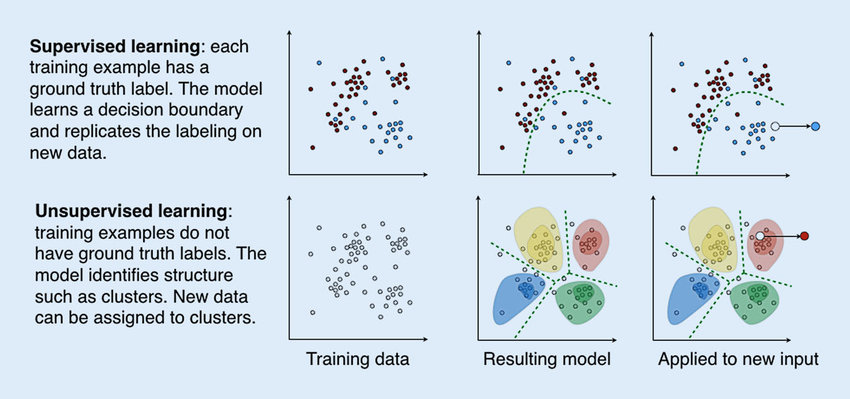 Supervised learning: each
training example has a
ground truth label. The model
learns a decision boundary
and replicates the labeling on
new data.
Unsupervised learning:
training examples do not
have ground truth labels. The
model identifies structure
such as clusters. New data
can be assigned to clusters.
Training data
Resulting model
Applied to new input